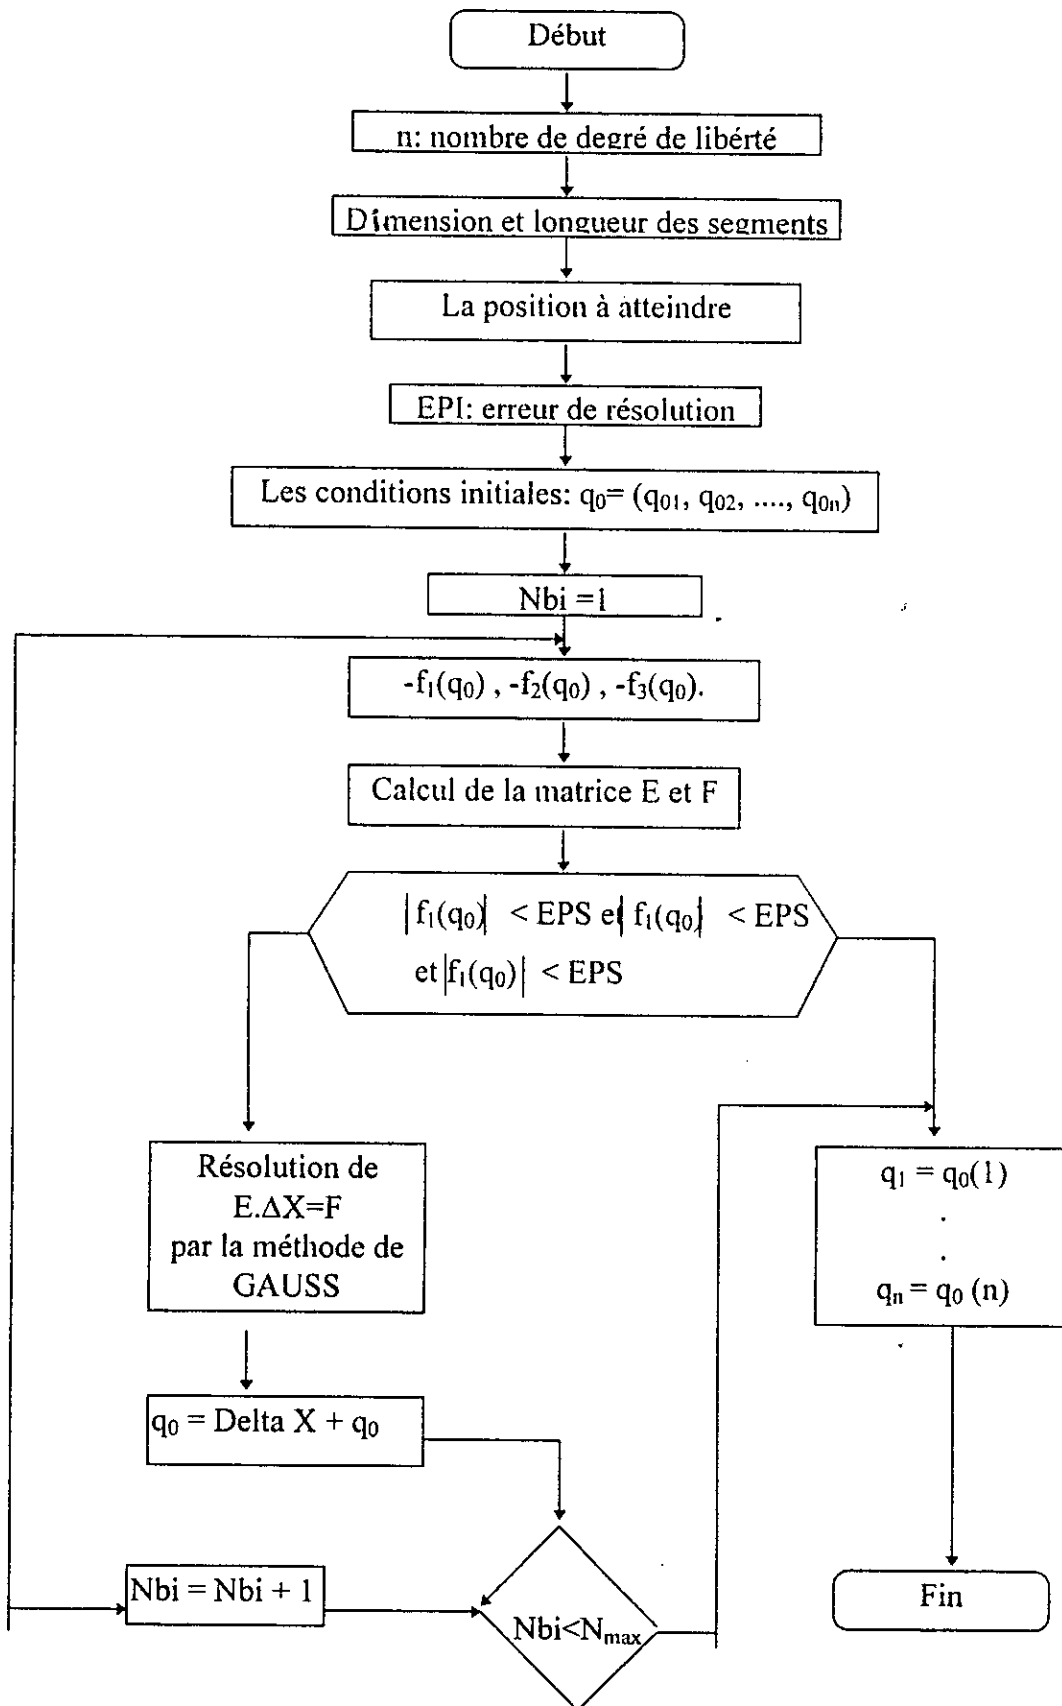 Début
n: nombre de degré de libérté
Dimension et longueur des segments
La position à atteindre
EPI: erreur de résolution
Les conditions initiales: q₀= (q₀₁, q₀₂, ...., q₀ₙ)
Nbi =1
-f₁(q₀) , -f₂(q₀) , -f₃(q₀).
Calcul de la matrice E et F
|f₁(q₀)| < EPS et |f₁(q₀)| < EPS
et |f₁(q₀)| < EPS
Résolution de
E.ΔX=F
par la méthode de
GAUSS
q₁ = q₀(1)
.
.
qₙ = q₀ (n)
q₀ = Delta X + q₀
Nbi = Nbi + 1
Nbi<Nₘₐₓ
Fin